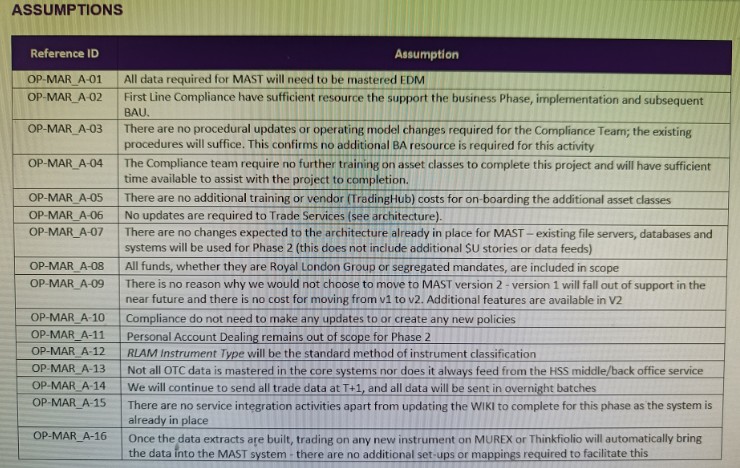 ASSUMPTIONS
Reference ID Assumption
OP-MAR_A-01 All data required for MAST will need to be mastered EDM
OP-MAR_A-02 First Line Compliance have sufficient resource the support the business Phase, implementation and subsequent
BAU.
OP-MAR_A-03 There are no procedural updates or operating model changes required for the Compliance Team; the existing
procedures will suffice. This confirms no additional BA resource is required for this activity
OP-MAR_A-04 The Compliance team require no further training on asset classes to complete this project and will have sufficient
time available to assist with the project to completion.
OP-MAR_A-05 There are no additional training or vendor (TradingHub) costs for on-boarding the additional asset classes
OP-MAR_A-06 No updates are required to Trade Services (see architecture).
OP-MAR_A-07 There are no changes expected to the architecture already in place for MAST – existing file servers, databases and
systems will be used for Phase 2 (this does not include additional SU stories or data feeds)
OP-MAR_A-08 All funds, whether they are Royal London Group or segregated mandates, are included in scope
OP-MAR_A-09 There is no reason why we would not choose to move to MAST version 2 - version 1 will fall out of support in the
near future and there is no cost for moving from v1 to v2. Additional features are available in V2
OP-MAR_A-10 Compliance do not need to make any updates to or create any new policies
OP-MAR_A-11 Personal Account Dealing remains out of scope for Phase 2
OP-MAR_A-12 RLAM Instrument Type will be the standard method of instrument classification
OP-MAR_A-13 Not all OTC data is mastered in the core systems nor does it always feed from the HSS middle/back office service
OP-MAR_A-14 We will continue to send all trade data at T+1, and all data will be sent in overnight batches
OP-MAR_A-15 There are no service integration activities apart from updating the WIKI to complete for this phase as the system is
already in place
OP-MAR_A-16 Once the data extracts are built, trading on any new instrument on MUREX or Thinkfolio will automatically bring
the data into the MAST system - there are no additional set-ups or mappings required to facilitate this